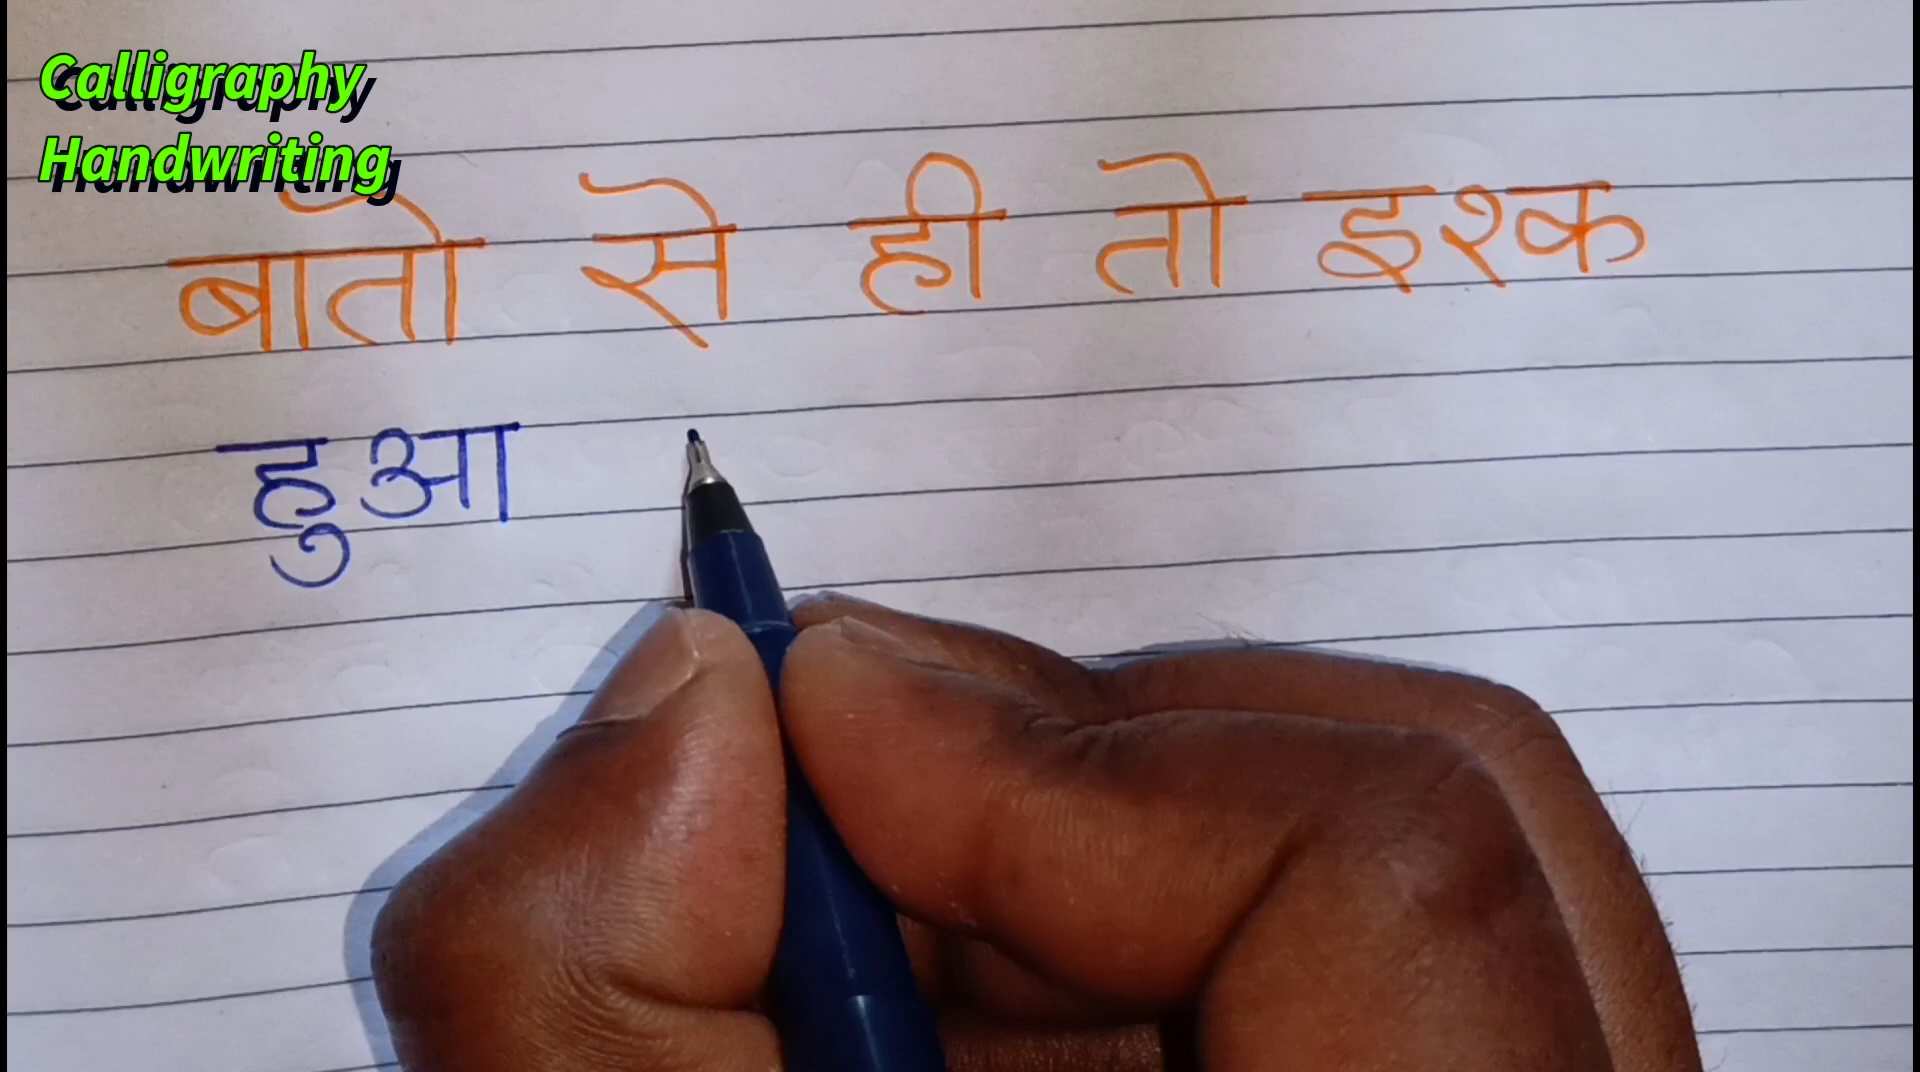 Calligraphy
Handwriting
बातो से ही तो इश्क
हुआ